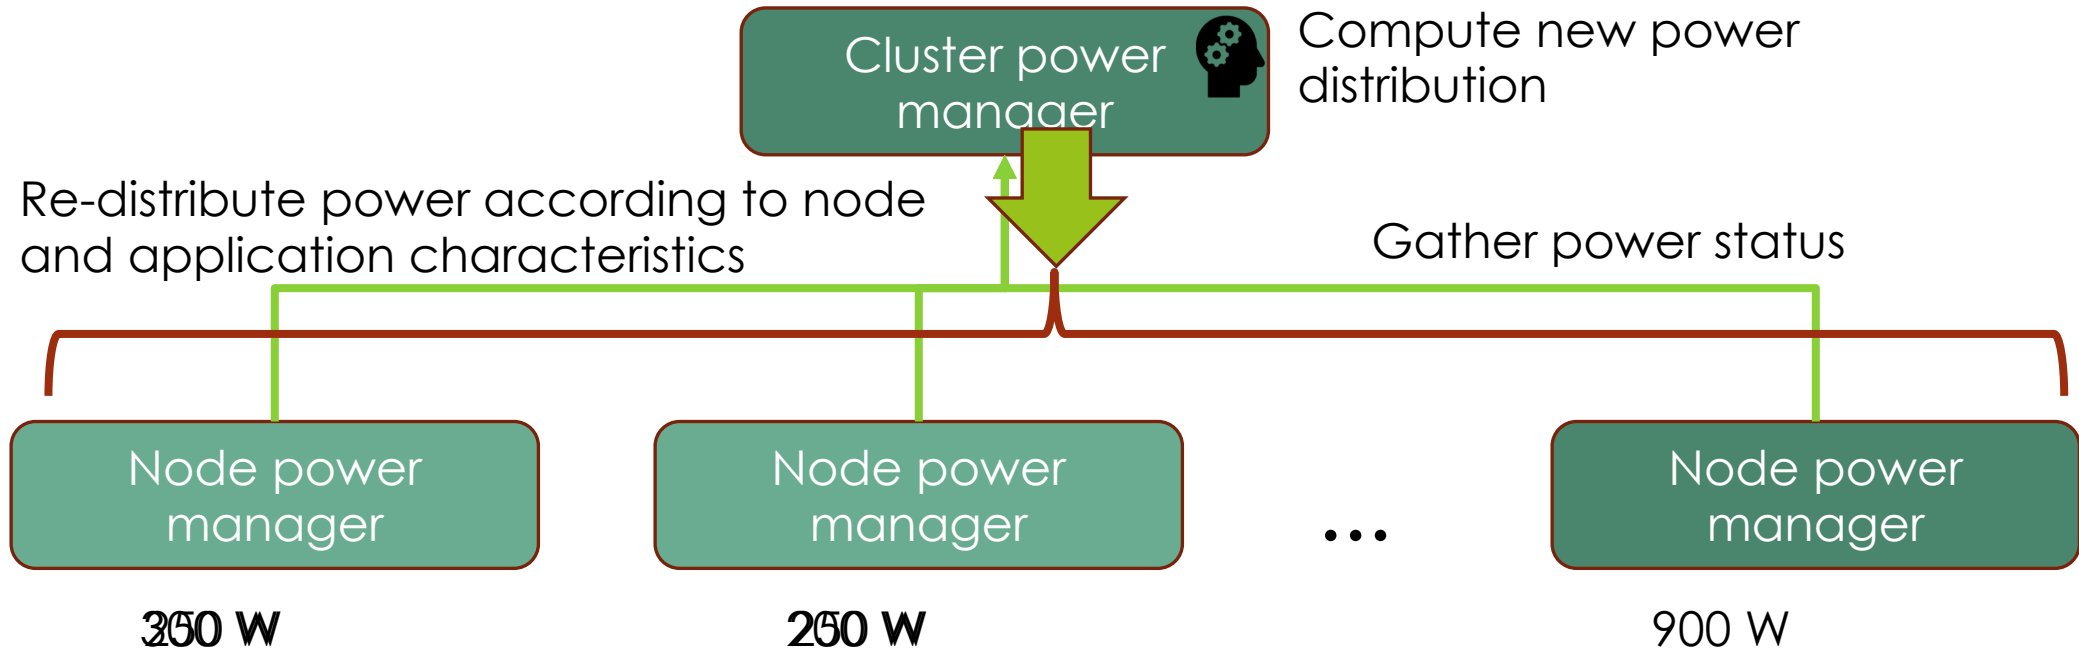 Cluster power
manager
Compute new power
distribution
Re-distribute power according to node
and application characteristics
Gather power status
Node power
manager
Node power
manager
...
Node power
manager
W
W
900 W